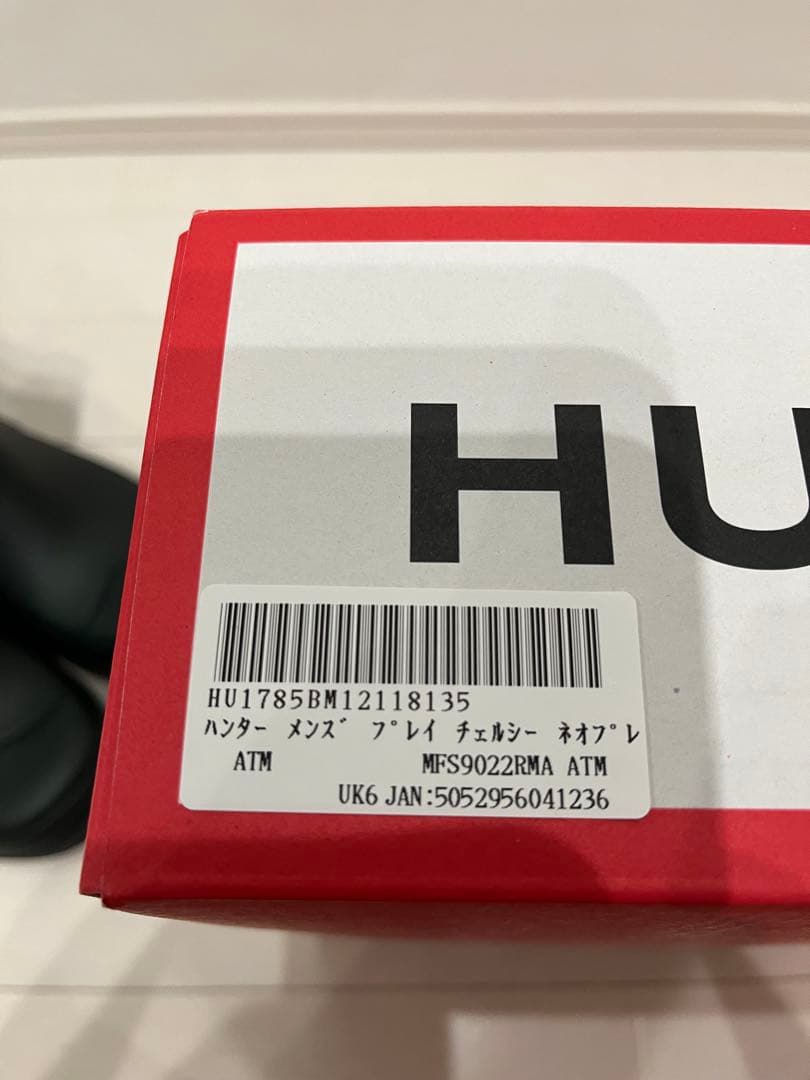 HU
HU1785BM12118135
ﾊﾝﾀｰ ﾒﾝｽﾞ ﾌﾟﾚｲ ﾁｪﾙｼｰ ﾈｵﾌﾟﾚ
ATM MFS9022RMA ATM
UK6 JAN:5052956041236